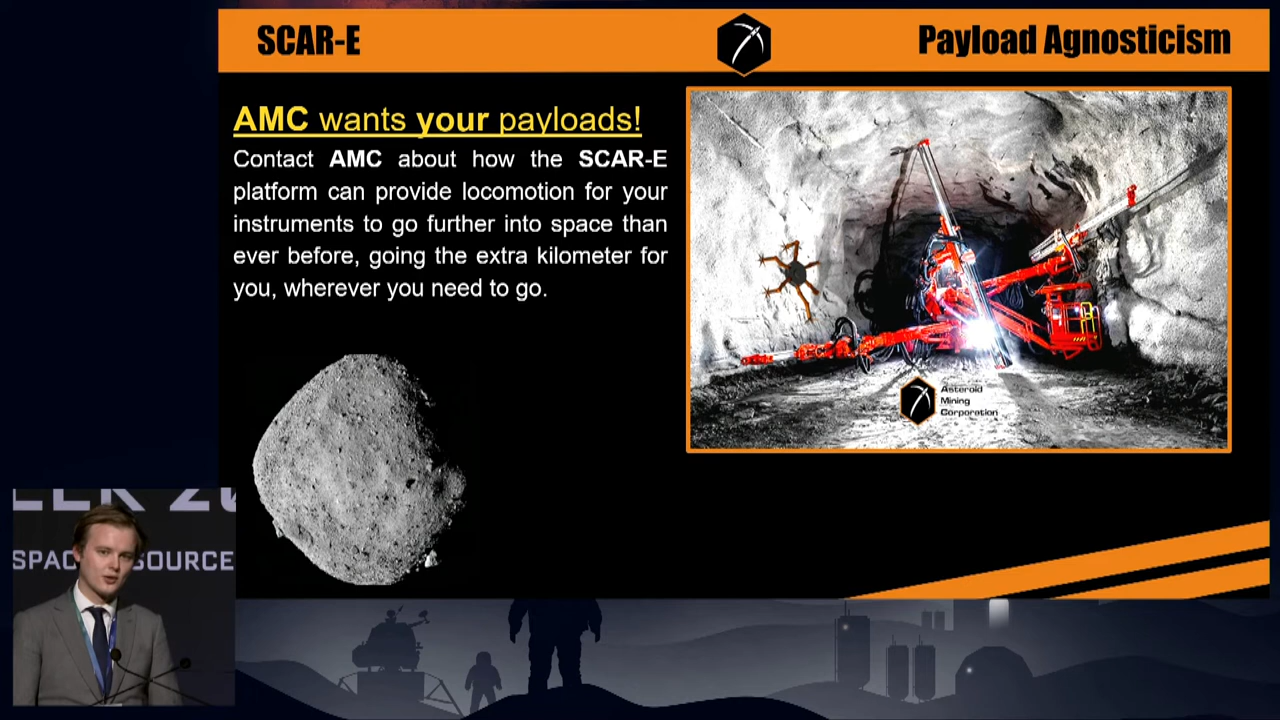 SCAR-E
Payload Agnosticism
AMC wants your payloads!
Contact AMC about how the SCAR-E
platform can provide locomotion for your
instruments to go further into space than
ever before, going the extra kilometer for
you, wherever you need to go.
Asteroid
Mining
Corporation